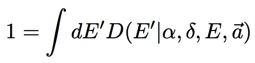 1 = ∫ dE′D(E′|α, δ, E, a⃗)